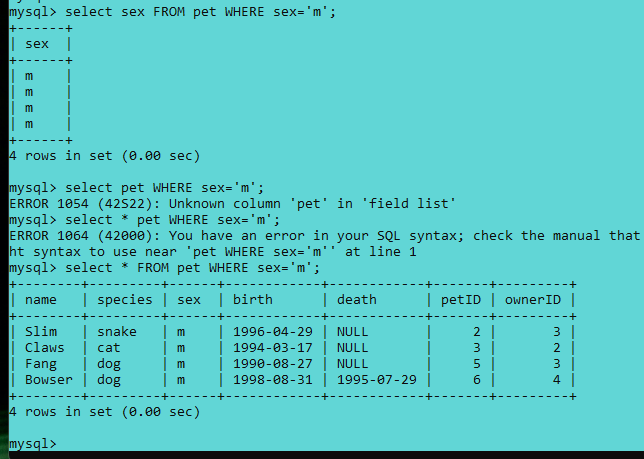 mysql> select sex FROM pet WHERE sex='m';
+------+
| sex  |
+------+
| m    |
| m    |
| m    |
| m    |
+------+
4 rows in set (0.00 sec)
mysql> select pet WHERE sex='m';
ERROR 1054 (42S22): Unknown column 'pet' in 'field list'
mysql> select * pet WHERE sex='m';
ERROR 1064 (42000): You have an error in your SQL syntax; check the manual that
ht syntax to use near 'pet WHERE sex='m'' at line 1
mysql> select * FROM pet WHERE sex='m';
+--------+---------+------+------------+------------+-------+---------+
| name   | species | sex  | birth      | death      | petID | ownerID |
+--------+---------+------+------------+------------+-------+---------+
| Slim   | snake   | m    | 1996-04-29 | NULL       |     2 |       3 |
| Claws  | cat     | m    | 1994-03-17 | NULL       |     3 |       2 |
| Fang   | dog     | m    | 1990-08-27 | NULL       |     5 |       3 |
| Bowser | dog     | m    | 1998-08-31 | 1995-07-29 |     6 |       4 |
+--------+---------+------+------------+------------+-------+---------+
4 rows in set (0.00 sec)
mysql>